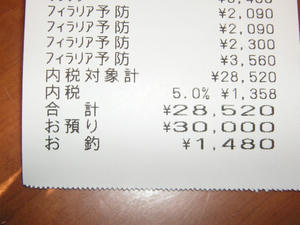 フィラリア予防 ¥2,090
フィラリア予防 ¥2,090
フィラリア予防 ¥2,300
フィラリア予防 ¥3,560
内税対象計 ¥28,520
内税 5.0% ¥1,358
合計 ¥28,520
お預り ¥30,000
お釣 ¥1,480